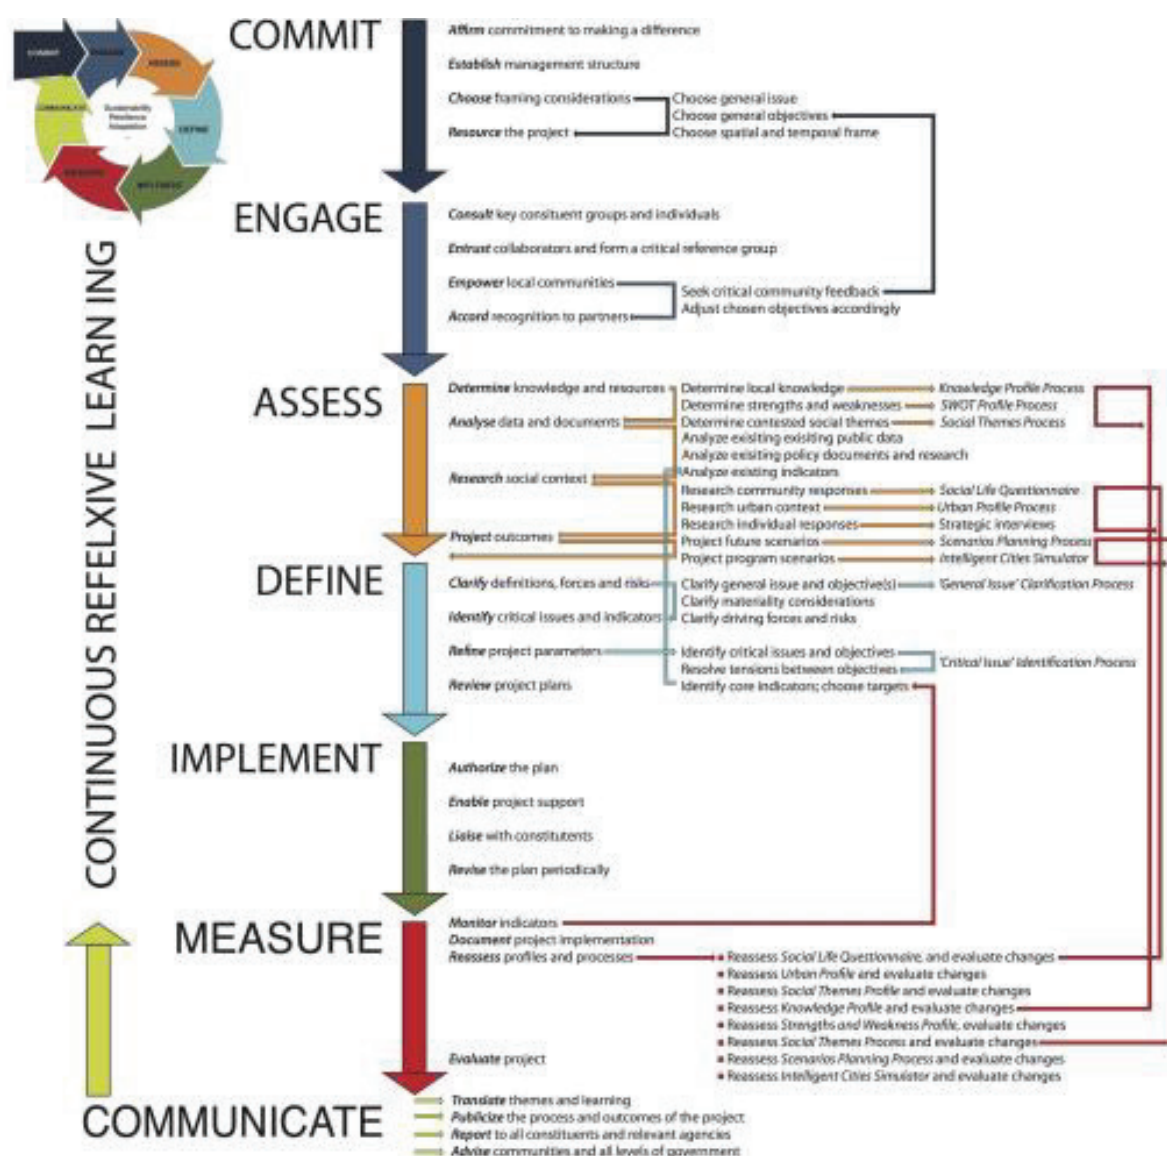 COMMIT
COMMIT
ENGAGE
ASSESS
DEFINE
IMPLEMENT
MEASURE
COMMUNICATE
Sustainability
Resilience
Adaptation
Affirm commitment to making a difference
Establish management structure
Choose framing considerations
Resource the project
Choose general issue
Choose general objectives
Choose spatial and temporal frame
ENGAGE
Consult key consituent groups and individuals
Entrust collaborators and form a critical reference group
Empower local communities
Accord recognition to partners
Seek critical community feedback
Adjust chosen objectives accordingly
CONTINUOUS REFELXIVE LEARN ING
ASSESS
Determine knowledge and resources
Analyse data and documents
Research social context
Project outcomes
Determine local knowledge
Determine strengths and weaknesses
Determine contested social themes
Analyze exisiting exisiting public data
Analyze exisiting policy documents and research
Analyze existing indicators
Research community responses
Research urban context
Research individual responses
Project future scenarios
Project program scenarios
Knowledge Profile Process
SWOT Profile Process
Social Themes Process
Social Life Questionnaire
Urban Profile Process
Strategic interviews
Scenarios Planning Process
Intelligent Cities Simulator
DEFINE
Clarify definitions, forces and risks
Identify critical issues and indicators
Refine project parameters
Review project plans
Clarify general issue and objective(s)
Clarify materiality considerations
Clarify driving forces and risks
Identify critical issues and objectives
Resolve tensions between objectives
Identify core indicators; choose targets
'General Issue' Clarification Process
'Critical Issue' Identification Process
IMPLEMENT
Authorize the plan
Enable project support
Liaise with constitutents
Revise the plan periodically
MEASURE
Monitor indicators
Document project implementation
Reassess profiles and processes
Evaluate project
Reassess Social Life Questionnaire, and evaluate changes
Reassess Urban Profile and evaluate changes
Reassess Social Themes Profile and evaluate changes
Reassess Knowledge Profile and evaluate changes
Reassess Strengths and Weakness Profile, evaluate changes
Reassess Social Themes Process and evaluate changes
Reassess Scenarios Planning Process and evaluate changes
Reassess Intelligent Cities Simulator and evaluate changes
COMMUNICATE
Translate themes and learning
Publicize the process and outcomes of the project
Report to all constituents and relevant agencies
Advise communities and all levels of government